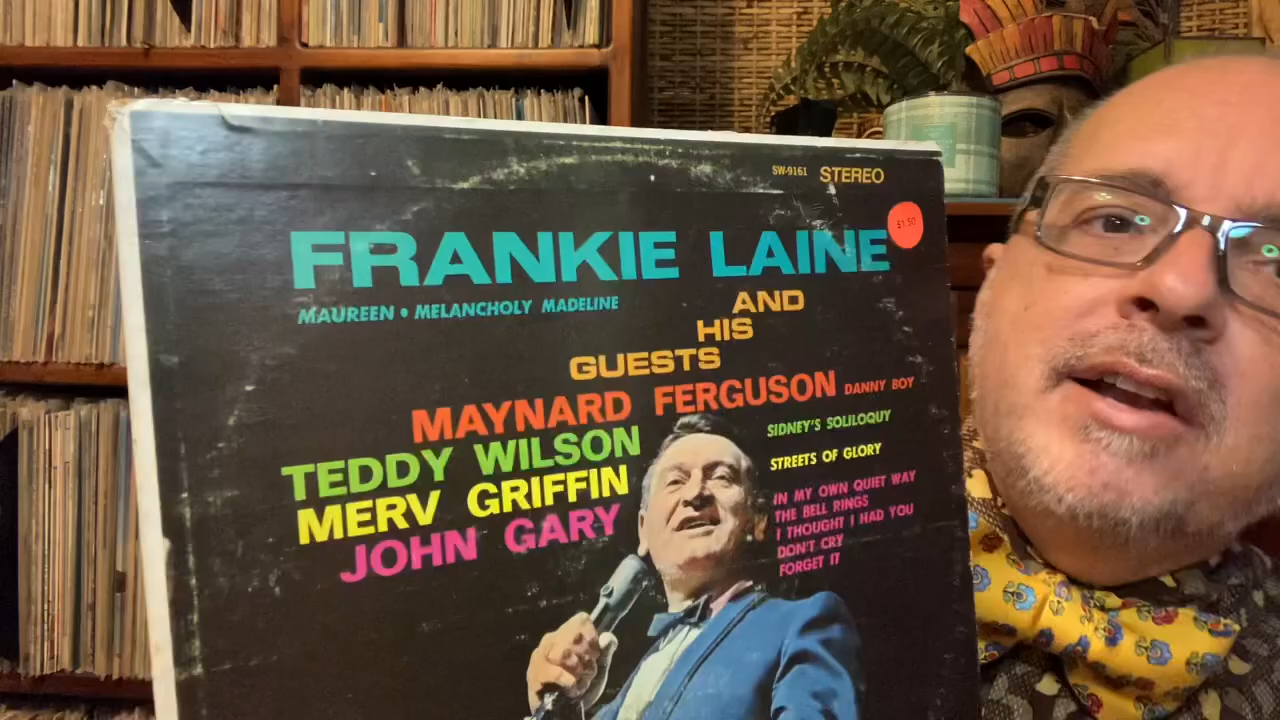 SW-9161 STEREO
$1.50
FRANKIE LAINE
MAUREEN • MELANCHOLY MADELINE
AND
HIS
GUESTS
MAYNARD FERGUSON DANNY BOY
TEDDY WILSON SIDNEY'S SOLILOQUY
MERV GRIFFIN STREETS OF GLORY
JOHN GARY IN MY OWN QUIET WAY
THE BELL RINGS
I THOUGHT I HAD YOU
DON'T CRY
FORGET IT